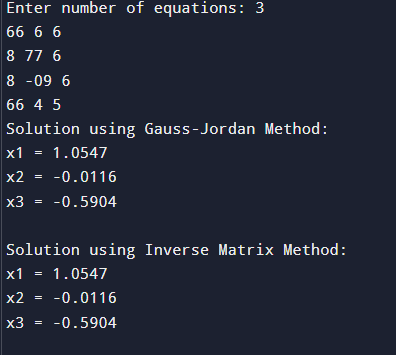 Enter number of equations: 3
66 6 6
8 77 6
8 -09 6
66 4 5
Solution using Gauss-Jordan Method:
x1 = 1.0547
x2 = -0.0116
x3 = -0.5904
Solution using Inverse Matrix Method:
x1 = 1.0547
x2 = -0.0116
x3 = -0.5904